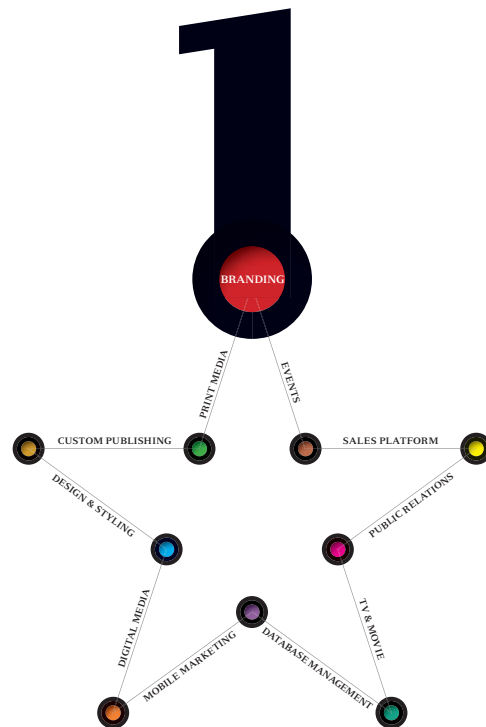 1
BRANDING
PRINT MEDIA
EVENTS
CUSTOM PUBLISHING
SALES PLATFORM
DESIGN & STYLING
PUBLIC RELATIONS
DIGITAL MEDIA
TV & MOVIE
MOBILE MARKETING
DATABASE MANAGEMENT